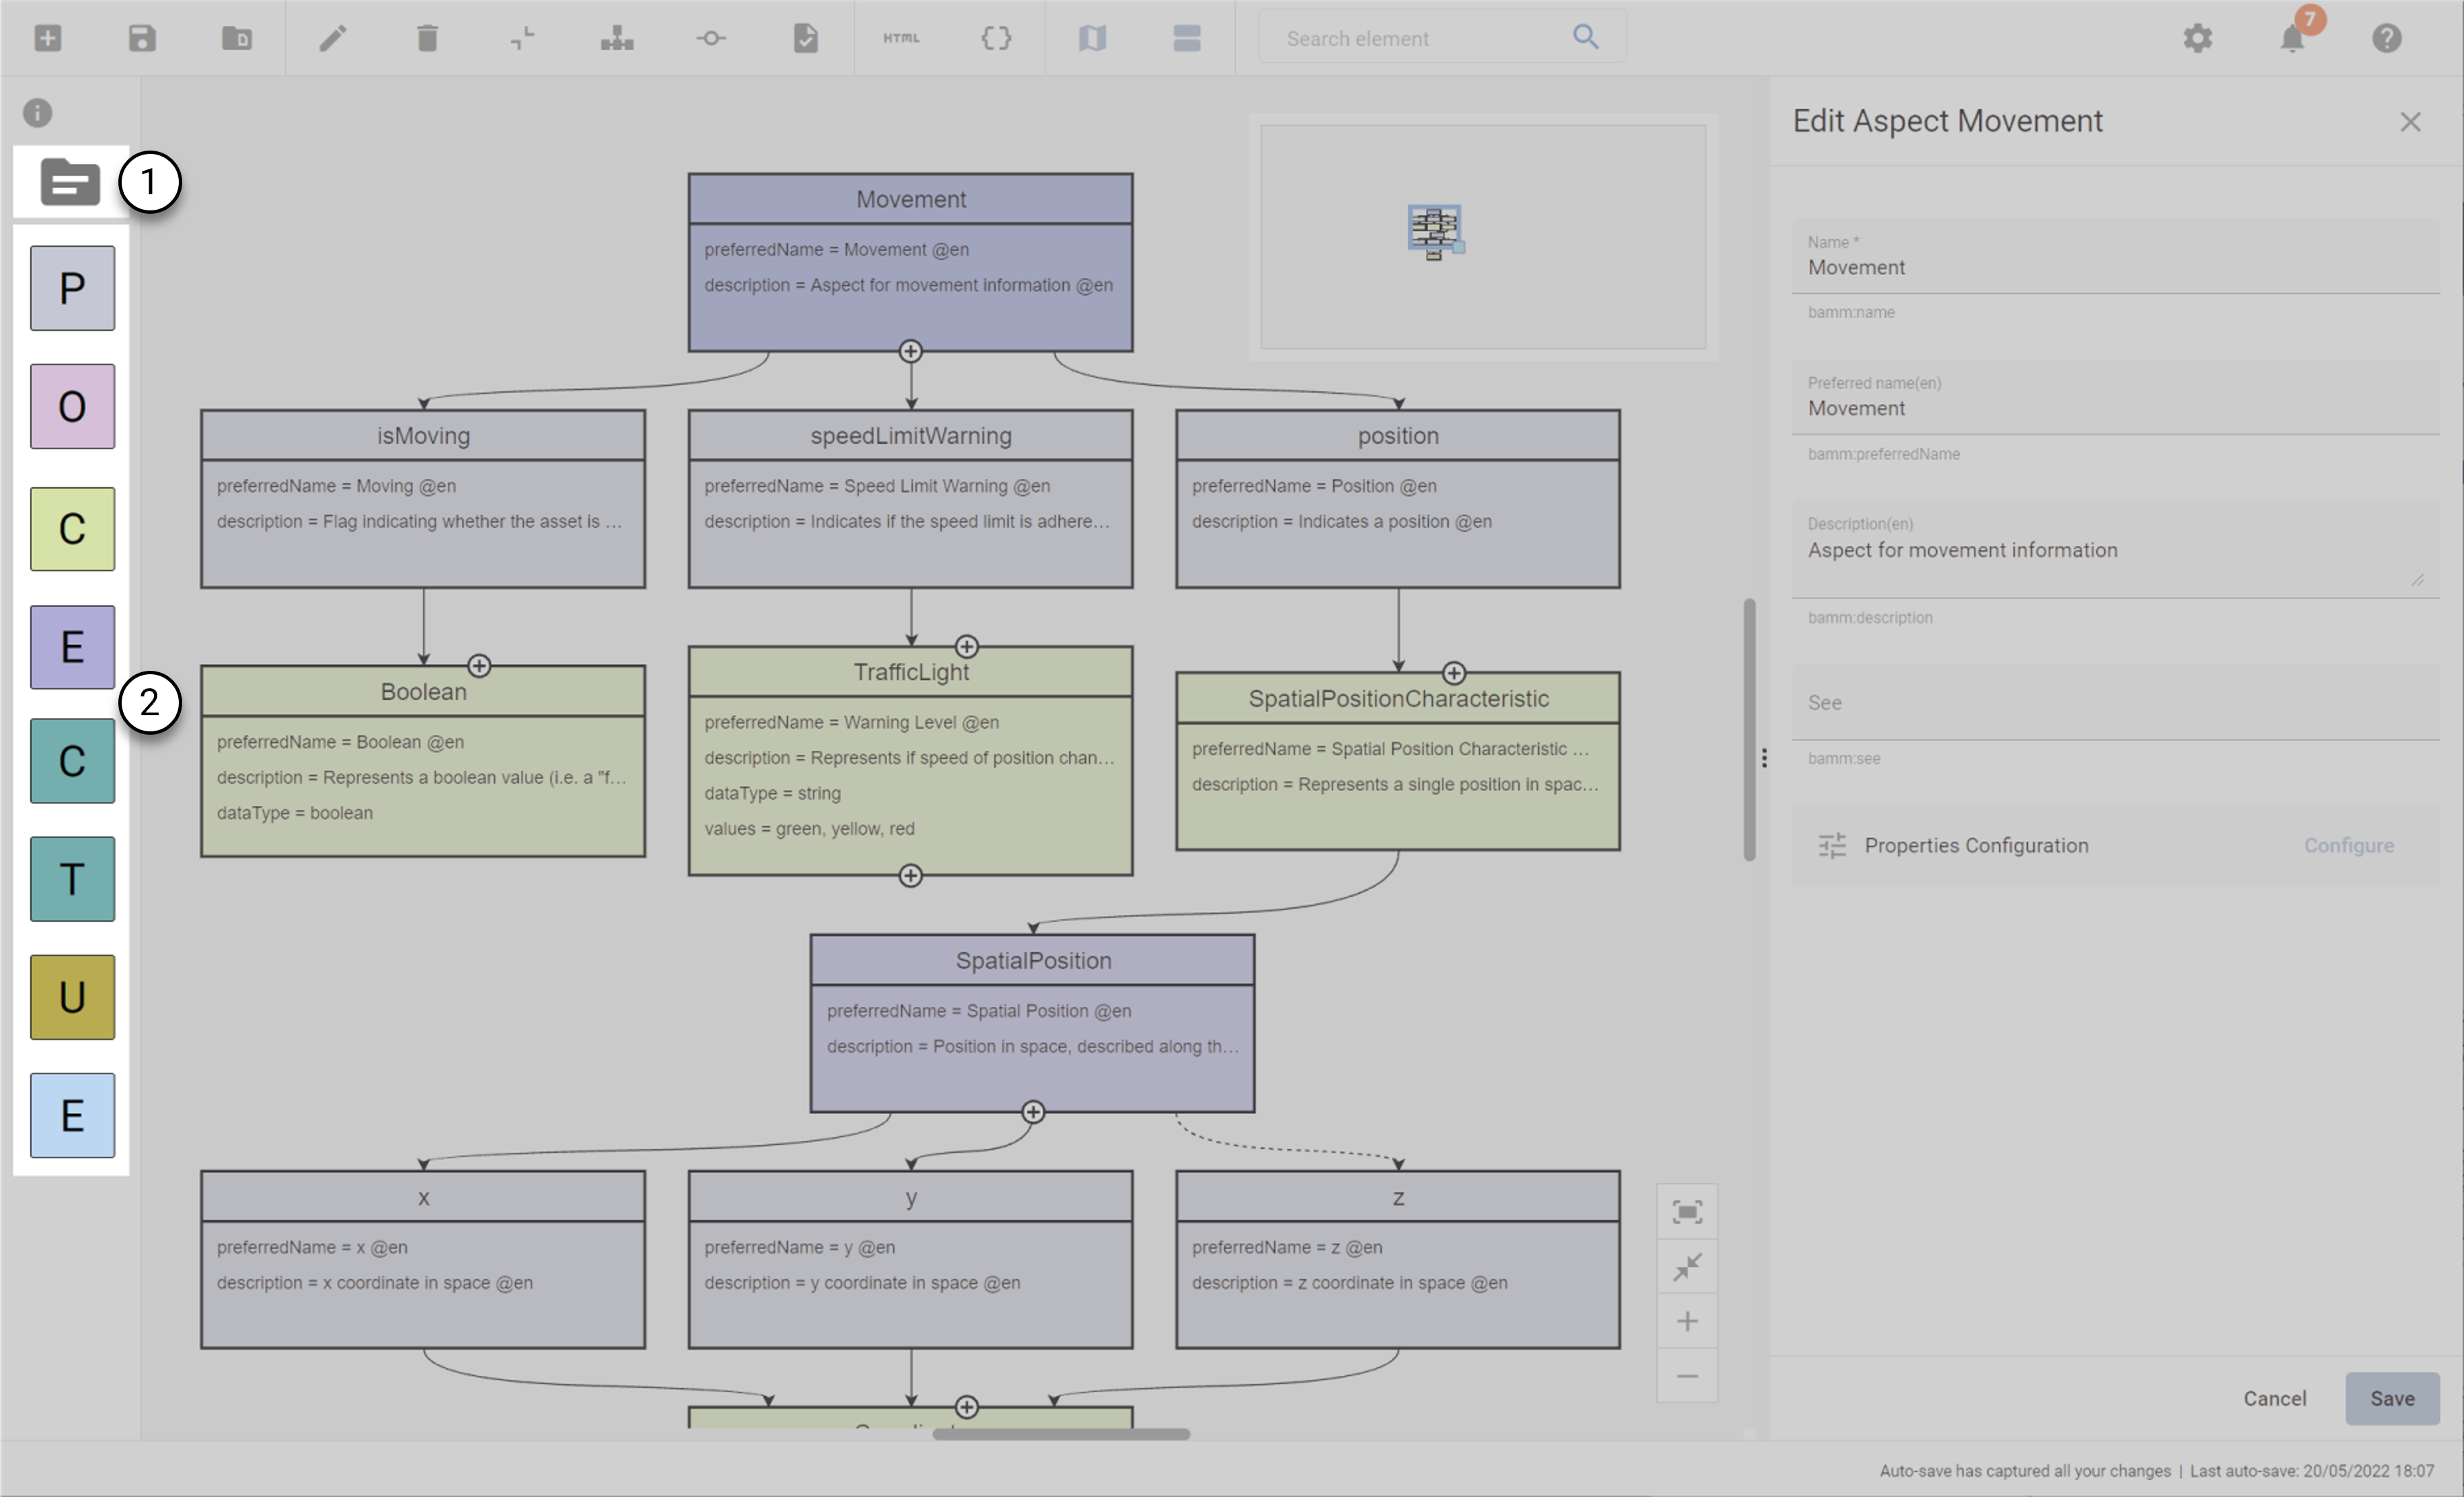 HTML
Search element
7
1
P
O
C
E
2
C
T
U
E
Movement
preferredName = Movement @en
description = Aspect for movement information @en
isMoving
preferredName = Moving @en
description = Flag indicating whether the asset is ...
speedLimitWarning
preferredName = Speed Limit Warning @en
description = Indicates if the speed limit is adhere...
position
preferredName = Position @en
description = Indicates a position @en
Boolean
preferredName = Boolean @en
description = Represents a boolean value (i.e. a "f...
dataType = boolean
TrafficLight
preferredName = Warning Level @en
description = Represents if speed of position chan...
dataType = string
values = green, yellow, red
SpatialPositionCharacteristic
preferredName = Spatial Position Characteristic ...
description = Represents a single position in spac...
SpatialPosition
preferredName = Spatial Position @en
description = Position in space, described along th...
x
preferredName = x @en
description = x coordinate in space @en
y
preferredName = y @en
description = y coordinate in space @en
z
preferredName = z @en
description = z coordinate in space @en
Edit Aspect Movement
Name *
Movement
bamm:name
Preferred name(en)
Movement
bamm:preferredName
Description(en)
Aspect for movement information
bamm:description
See
bamm:see
Properties Configuration
Configure
Cancel
Save
Auto-save has captured all your changes | Last auto-save: 20/05/2022 18:07